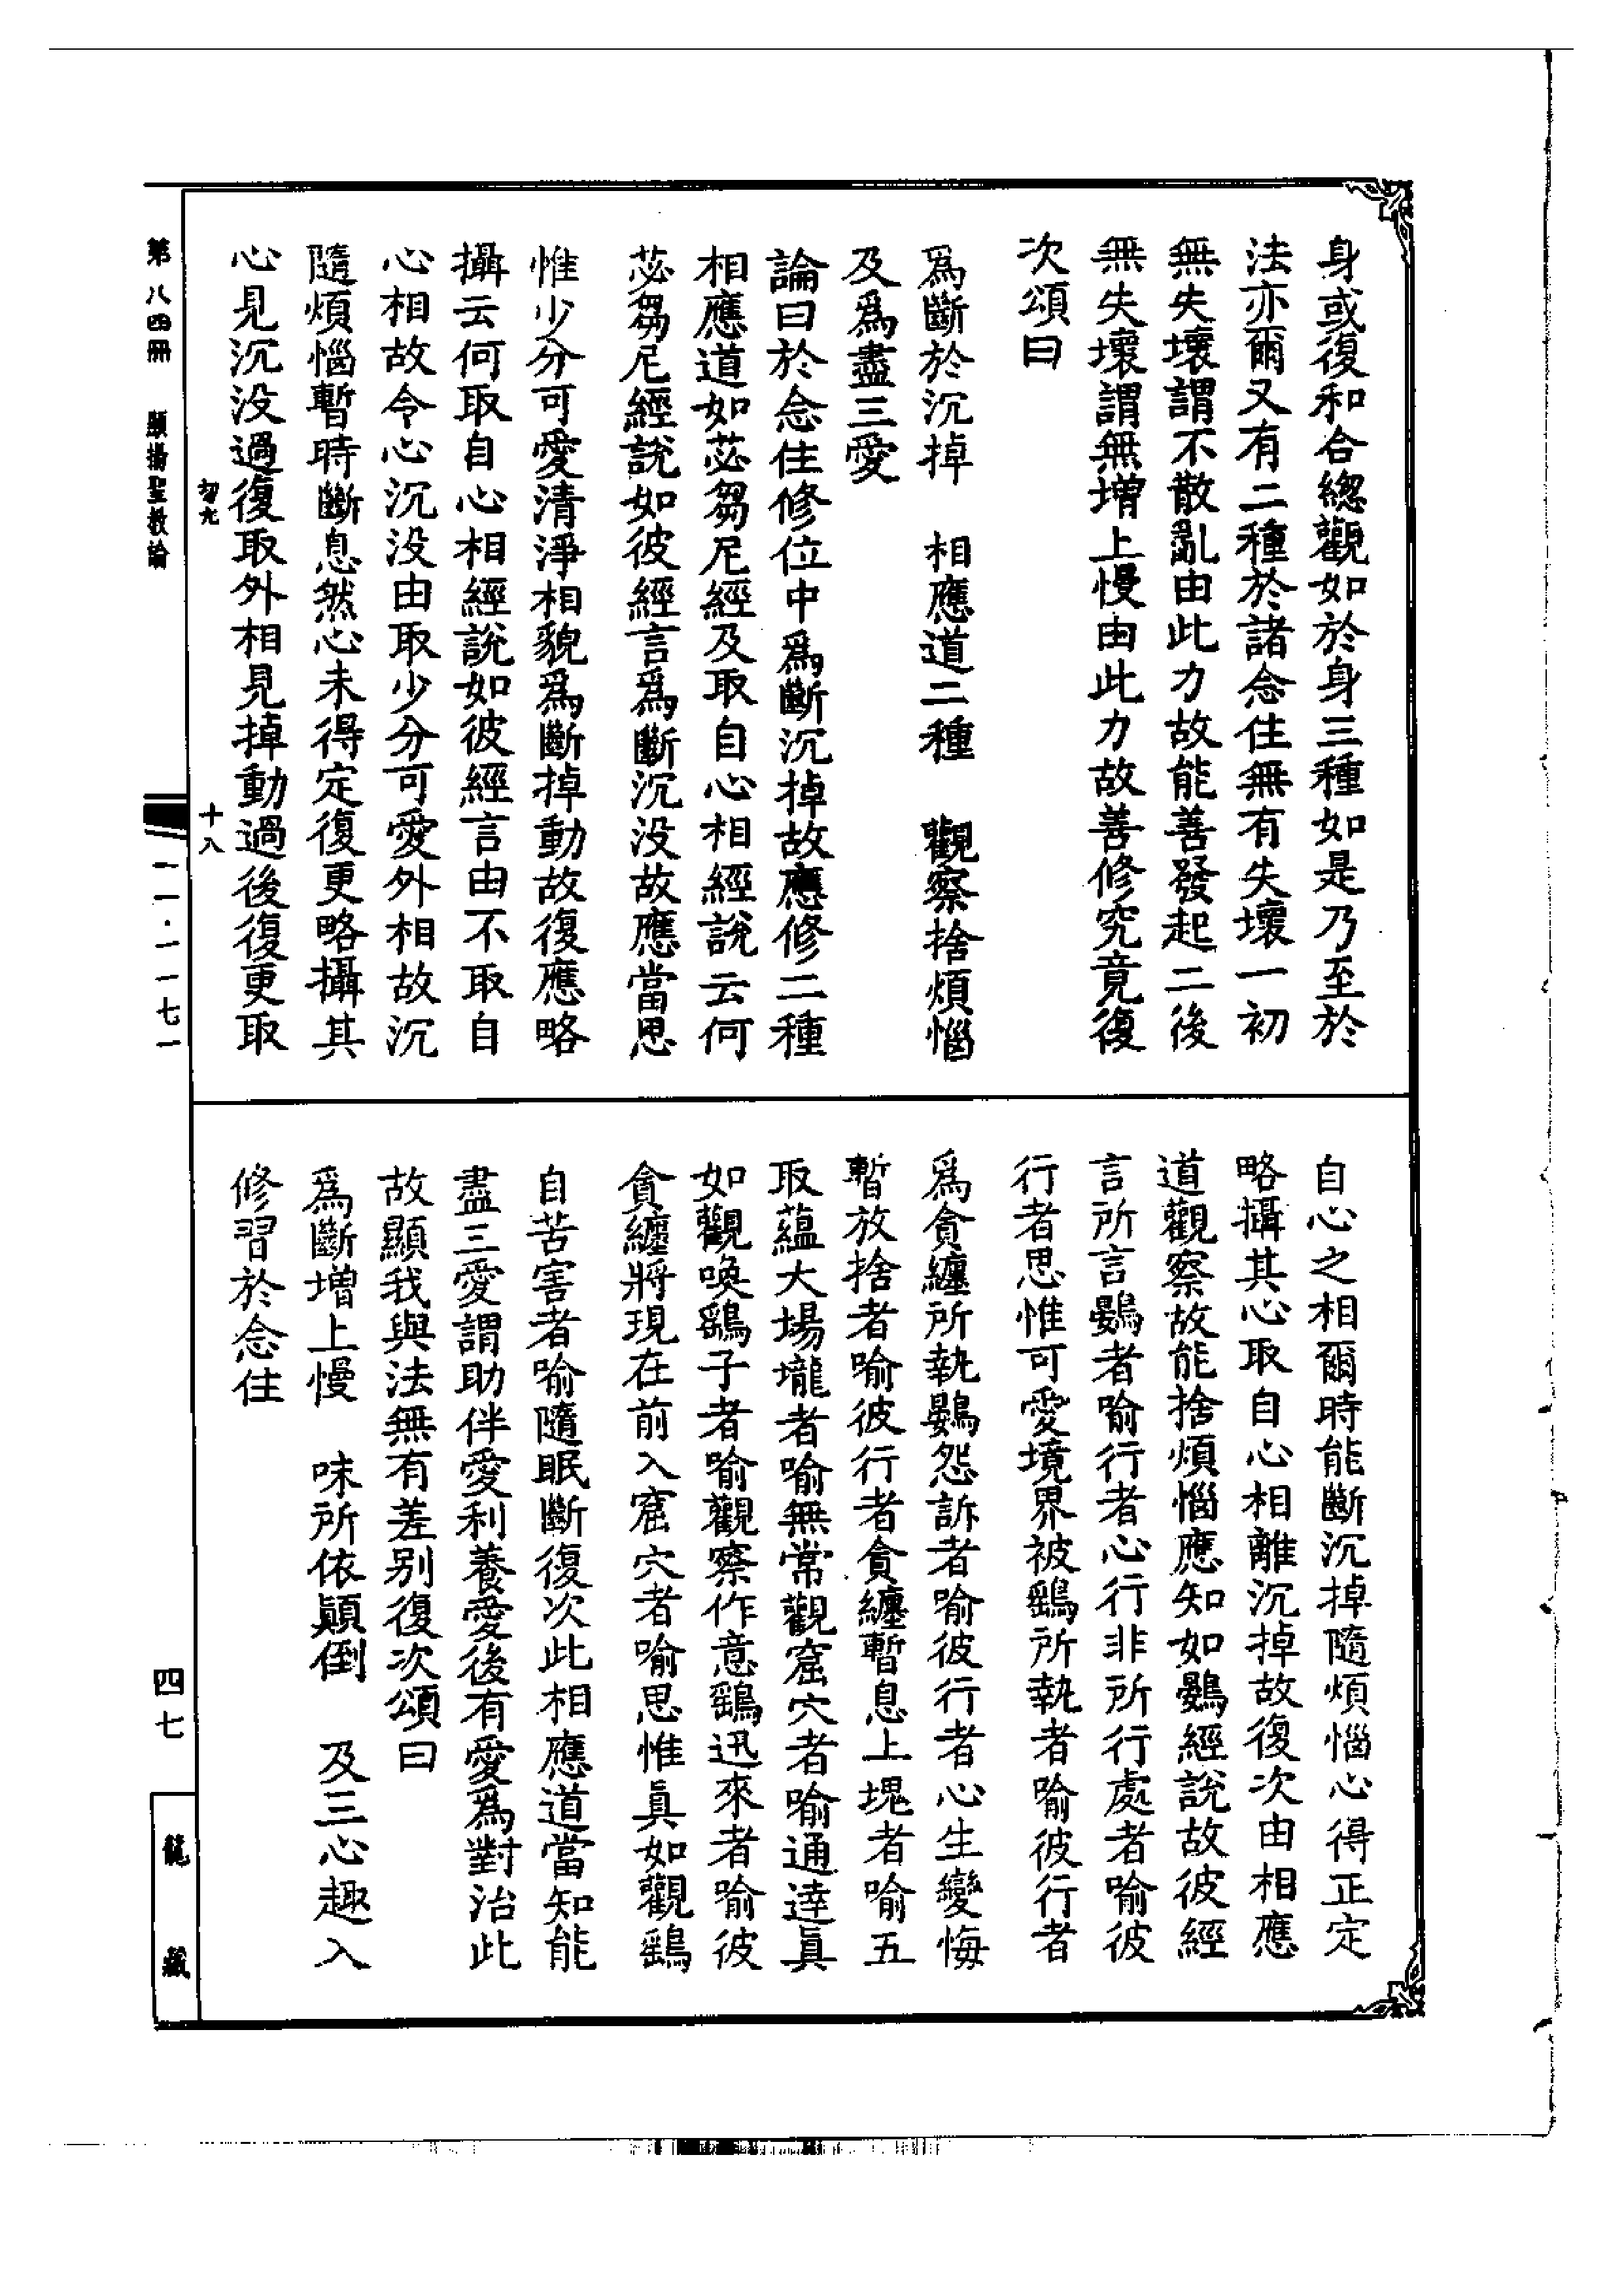 身或復和合總觀如於身三種如是乃至於
法亦爾又有二種於諸念住無有失壞一初
無失壞謂不散亂由此力故能善發起二後
無失壞謂無增上慢由此力故善修究竟復
次頌曰
爲斷於沉掉　相應道二種　觀察捨煩惱
及爲盡三愛
論曰於念住修位中爲斷沉掉故應修二種
相應道如苾芻尼經及取自心相經說云何
苾芻尼經說如彼經言爲斷沉没故應當思
惟少分可愛清淨相貌爲斷掉動故復應略
攝云何取自心相經說如彼經言由不取自
心相故令心沉没由取少分可愛外相故沉
隨煩惱暫時斷息然心未得定復更略攝其
心見沉没過復取外相見掉動過後復更取
自心之相爾時能斷沉掉隨煩惱心得正定
略攝其心取自心相離沉掉故復次由相應
道觀察故能捨煩惱應知如鷃經說故彼經
言所言鷃者喻行者心行非所行處者喻彼
行者思惟可愛境界被鷂所執者喻彼行者
爲貪纏所執鷃怨訴者喻彼行者心生變悔
暫放捨者喻彼行者貪纏暫息上塊者喻五
取蘊大場壠者喻無常觀窟穴者喻通達眞
如觀喚鷂子者喻觀察作意鷂迅來者喻彼
貪纏將現在前入窟穴者喻思惟眞如觀鷂
自苦害者喻隨眠斷復次此相應道當知能
盡三愛謂助伴愛利養愛後有愛爲對治此
故顯我與法無有差别復次頌曰
爲斷增上慢　味所依顚倒　及三心趣入
修習於念住
十八
第八四冊　顯揚聖教論
一一·一一七一
四七
龍藏